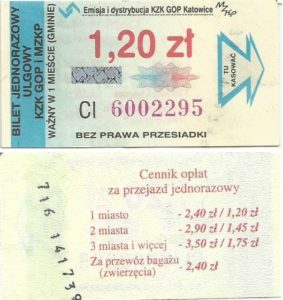 BILET JEDNORAZOWY
ULGOWY
KZK GOP i MZKP
WAŻNY W 1 MIEŚCIE (GMINIE)
Emisja i dystrybucja KZK GOP Katowice
1,20 zł
CI 6002295
BEZ PRAWA PRZESIADKI
TU
KASOWAĆ
Cennik opłat
za przejazd jednorazowy
1 miasto - 2,40 zł / 1,20 zł
2 miasta - 2,90 zł / 1,45 zł
3 miasta i więcej - 3,50 zł / 1,75 zł
Za przewóz bagażu
(zwierzęcia) - 2,40 zł